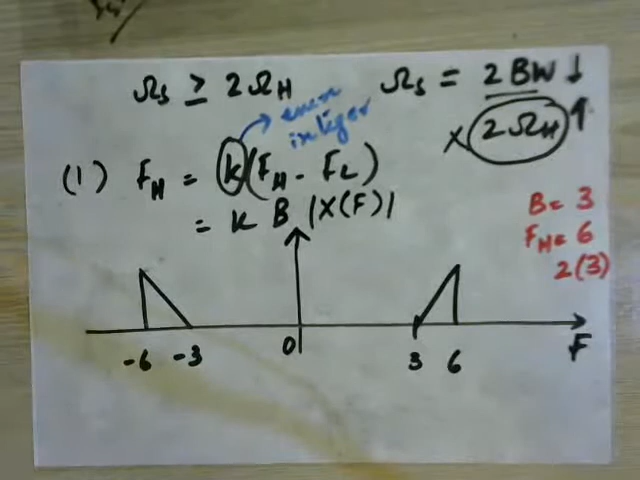 Ωs ≥ 2ΩH
Ωs = 2BW ↓
× 2ΩH ↑
even
integer
(1) FH = k(FH - FL)
= K B
|X(F)|
B = 3
FH = 6
2(3)
-6 -3 0 3 6 F